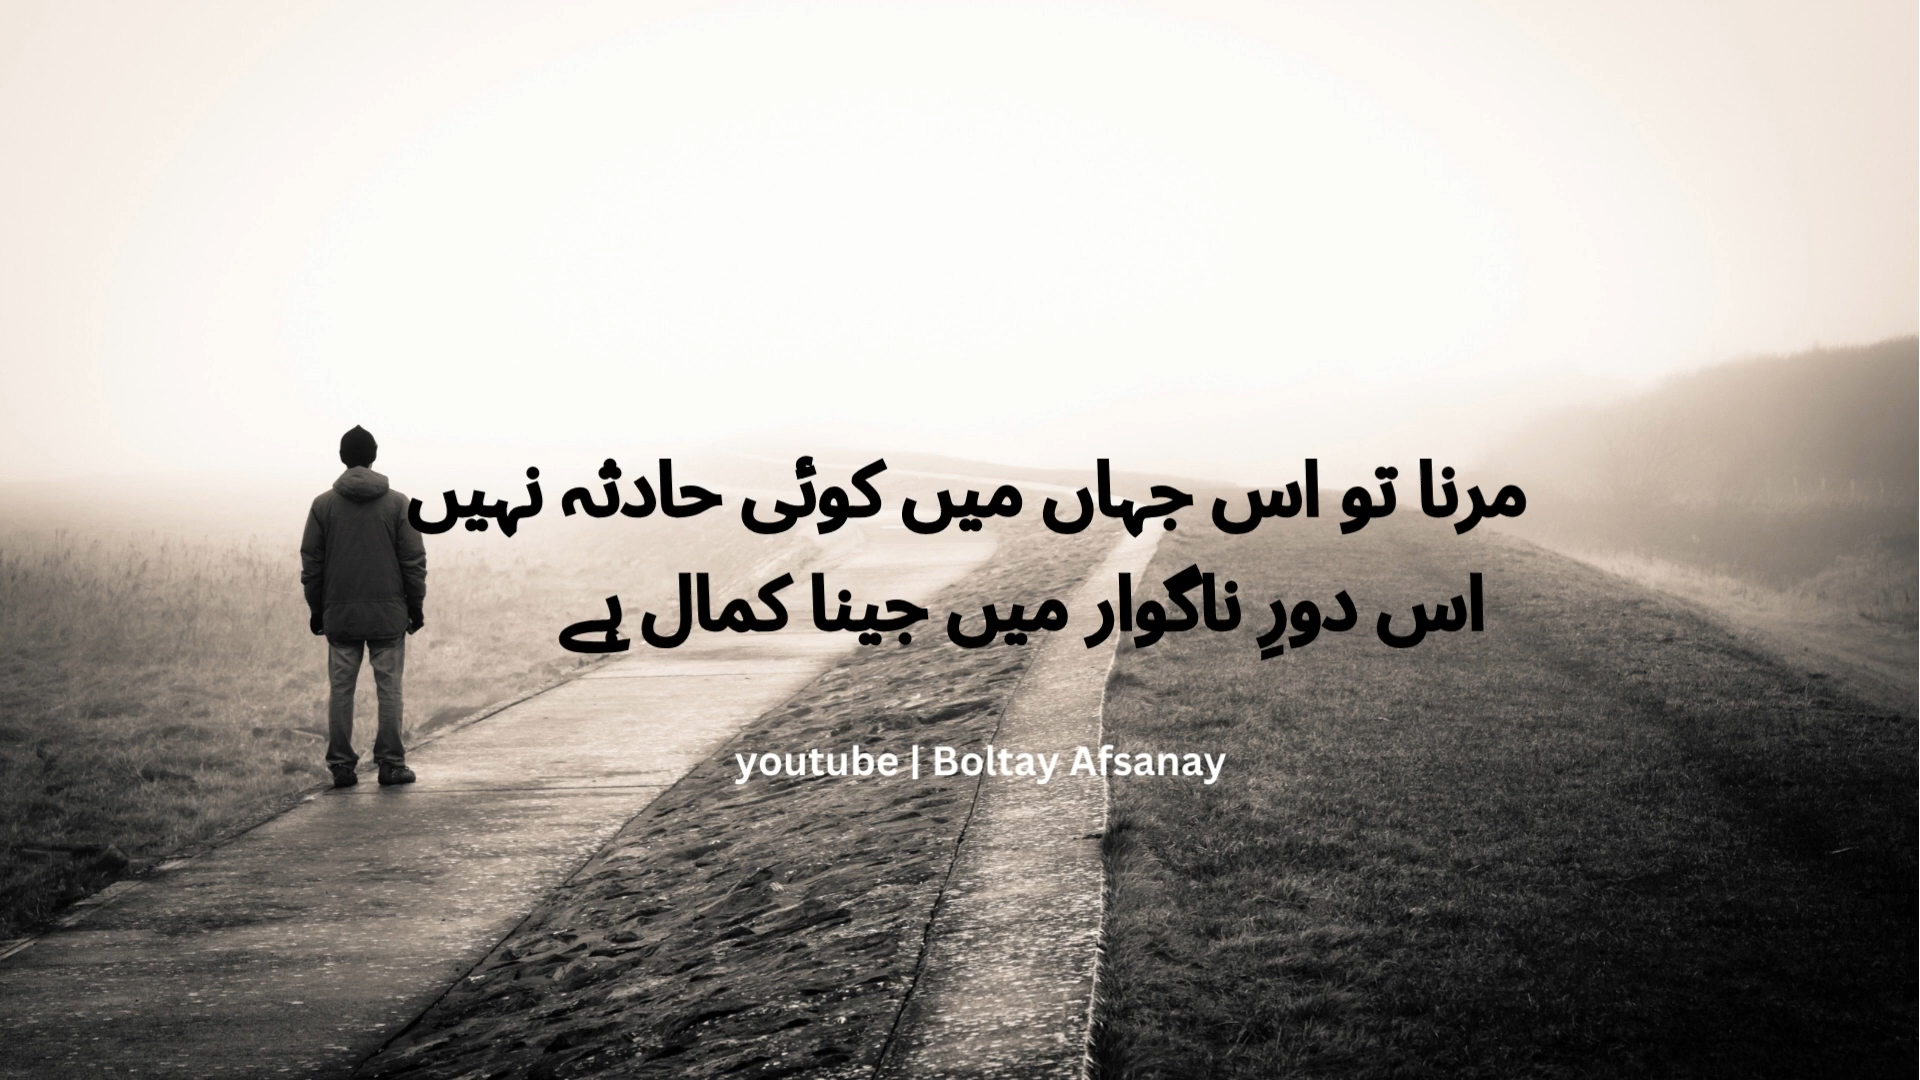 مرنا تو اس جہاں میں کوئی حادثہ نہیں
اس دورِ ناگوار میں جینا کمال ہے
youtube | Boltay Afsanay